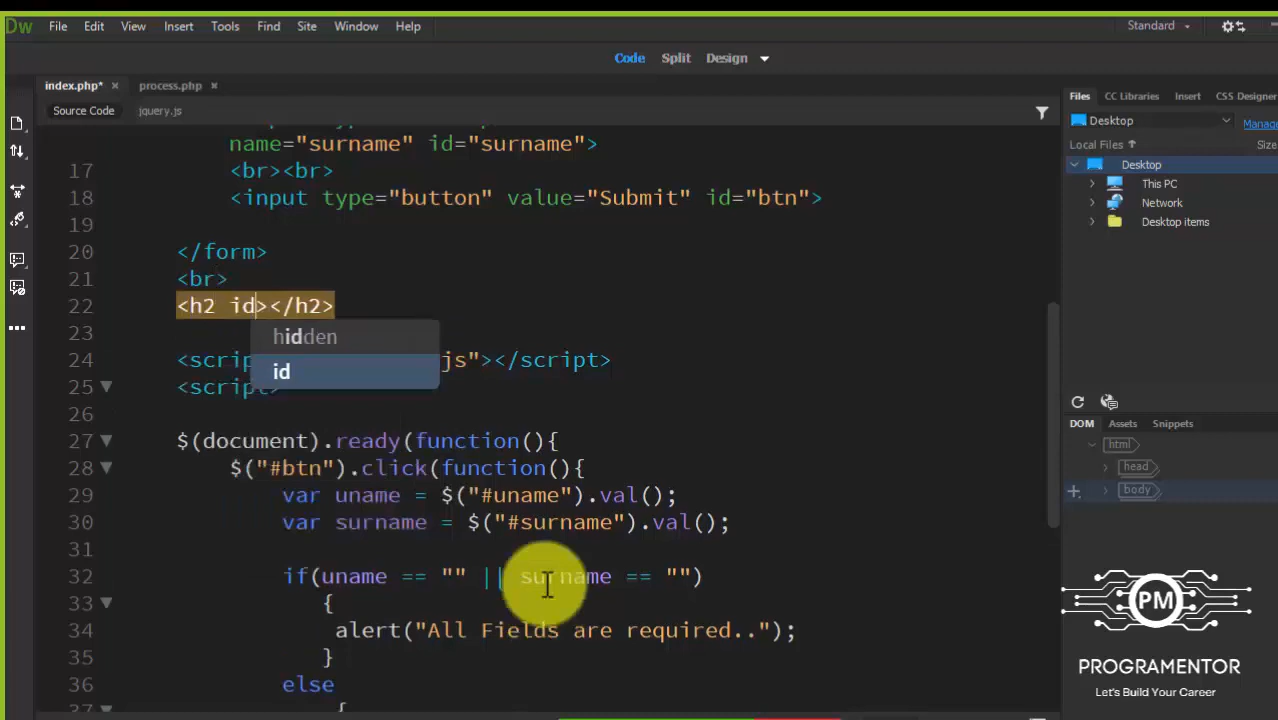 Dw File Edit View Insert Tools Find Site Window Help Standard
Code Split Design
index.php* × process.php ×
Source Code jquery.js
name="surname" id="surname">
17 <br><br>
18 <input type="button" value="Submit" id="btn">
19
20 </form>
21 <br>
22 <h2 id></h2>
hidden
23
24 <script js"></script>
id
25 <script>
26
27 $(document).ready(function(){
28 $("#btn").click(function(){
29 var uname = $("#uname").val();
30 var surname = $("#surname").val();
31
32 if(uname == "" || surname == "")
33 {
34 alert("All Fields are required..");
35 }
36 else
37 {
Files CC Libraries Insert CSS Designer
Desktop Manage
Local Files Size
Desktop
This PC
Network
Desktop items
DOM Assets Snippets
html
head
body
PM
PROGRAMENTOR
Let's Build Your Career